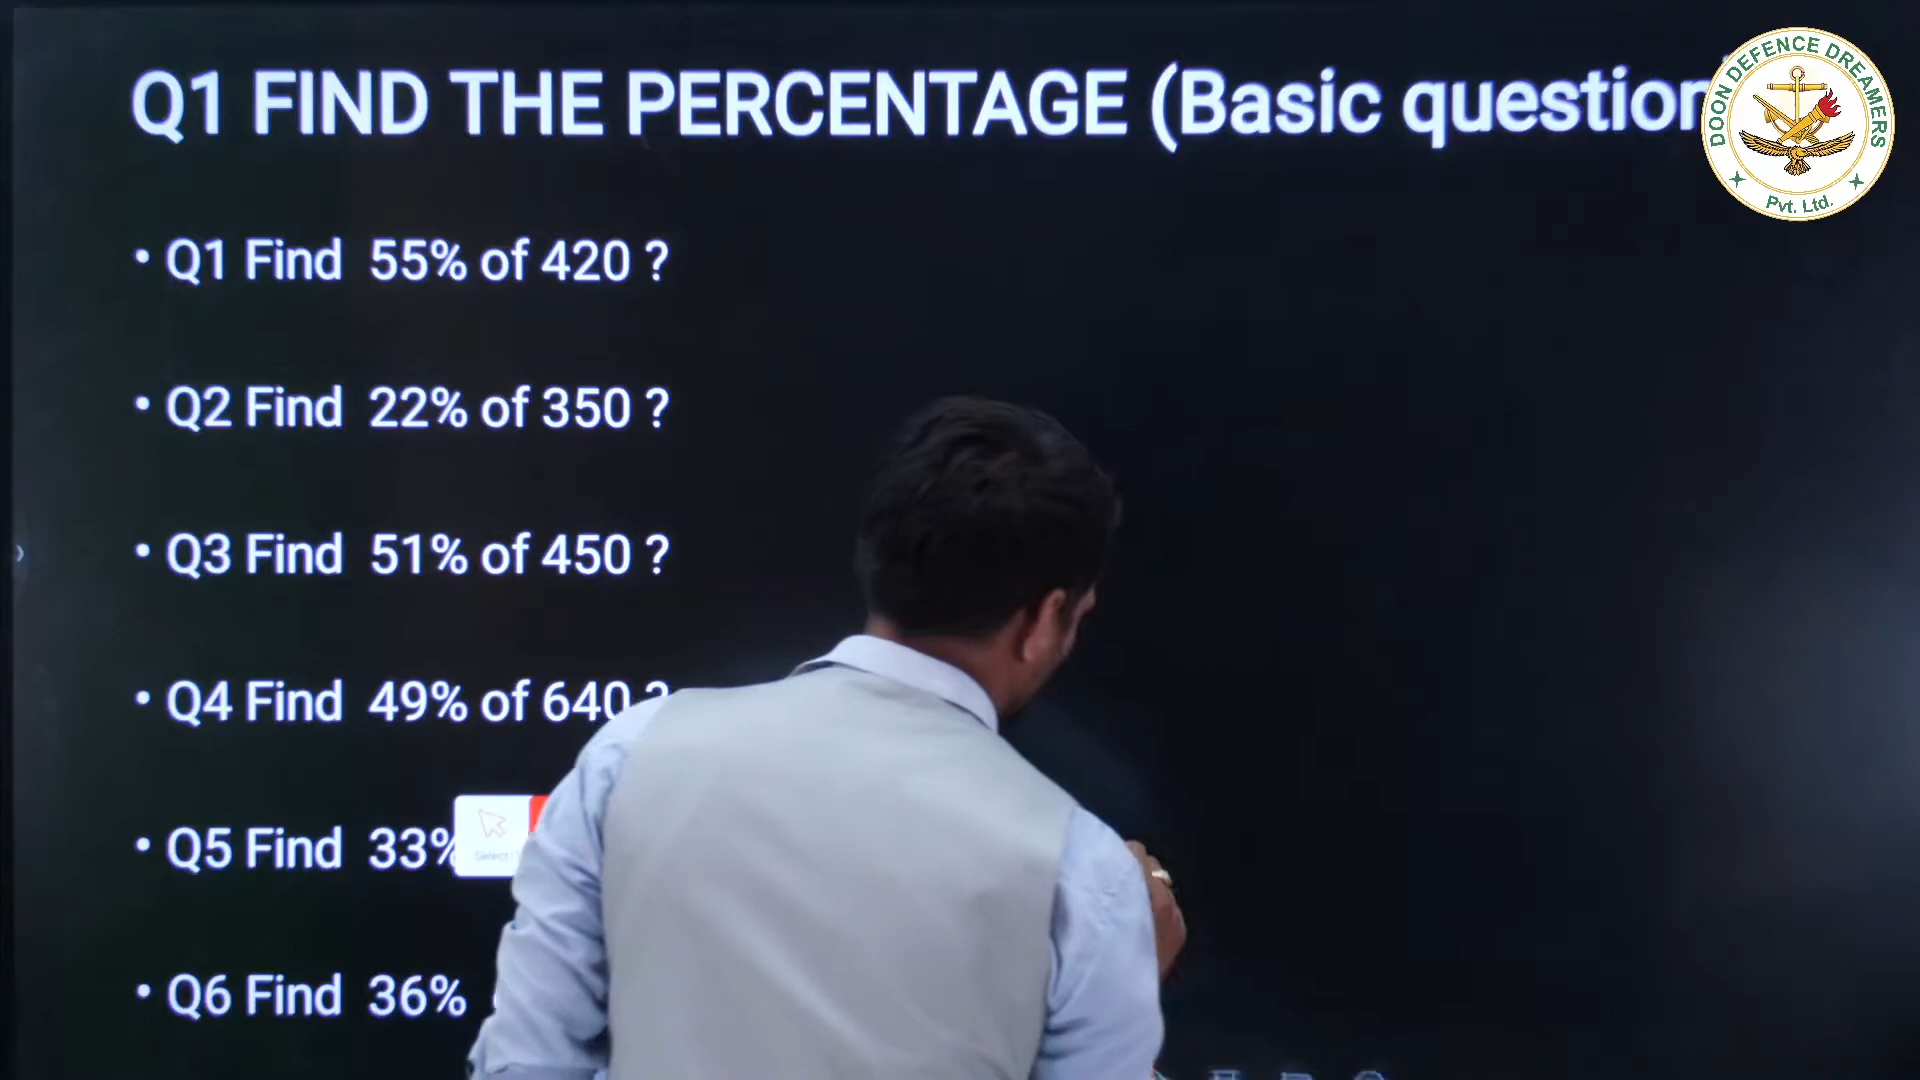 Q1 FIND THE PERCENTAGE (Basic question
DOON DEFENCE DREAMERS
Pvt. Ltd.
• Q1 Find 55% of 420 ?
• Q2 Find 22% of 350 ?
• Q3 Find 51% of 450 ?
• Q4 Find 49% of 640 ?
• Q5 Find 33%
Select
• Q6 Find 36%